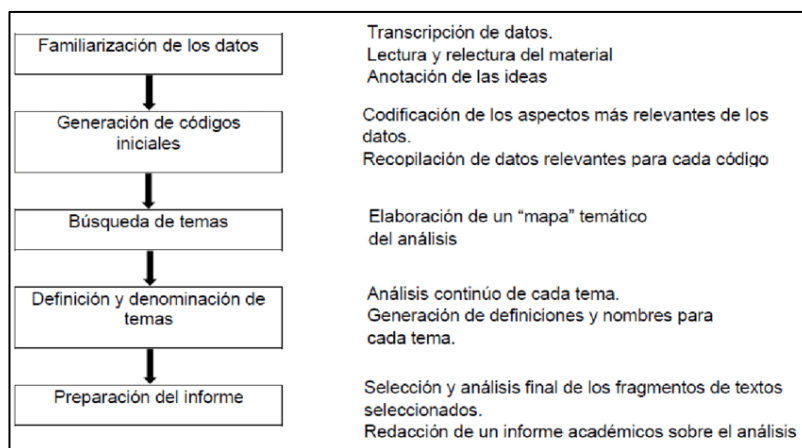 Familiarización de los datos
Transcripción de datos.
Lectura y relectura del material
Anotación de las ideas
Generación de códigos
iniciales
Codificación de los aspectos más relevantes de los
datos.
Recopilación de datos relevantes para cada código
Búsqueda de temas
Elaboración de un “mapa” temático
del análisis
Definición y denominación de
temas
Análisis continúo de cada tema.
Generación de definiciones y nombres para
cada tema.
Preparación del informe
Selección y análisis final de los fragmentos de textos
seleccionados.
Redacción de un informe académicos sobre el análisis